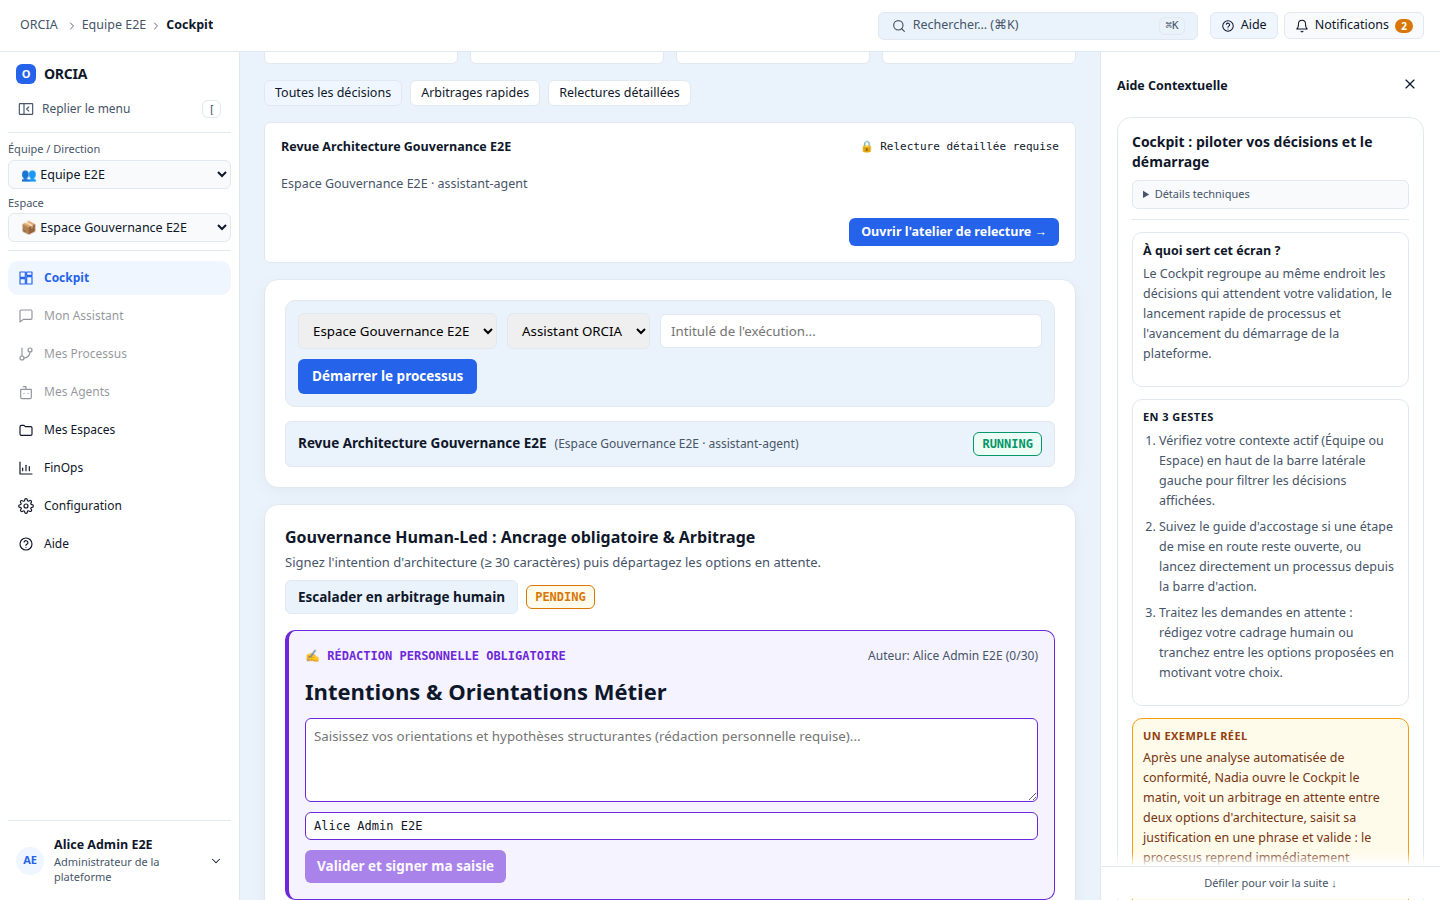 ORCIA > Equipe E2E > Cockpit
Rechercher... (⌘K)
⌘K
Aide
Notifications 2
O ORCIA
Replier le menu [
Équipe / Direction
👥 Equipe E2E
Espace
📦 Espace Gouvernance E2E
Cockpit
Mon Assistant
Mes Processus
Mes Agents
Mes Espaces
FinOps
Configuration
Aide
AE
Alice Admin E2E
Administrateur de la
plateforme
Toutes les décisions
Arbitrages rapides
Relectures détaillées
Revue Architecture Gouvernance E2E
🔒 Relecture détaillée requise
Espace Gouvernance E2E · assistant-agent
Ouvrir l'atelier de relecture →
Espace Gouvernance E2E
Assistant ORCIA
Intitulé de l'exécution...
Démarrer le processus
Revue Architecture Gouvernance E2E (Espace Gouvernance E2E · assistant-agent)
RUNNING
Gouvernance Human-Led : Ancrage obligatoire & Arbitrage
Signez l'intention d'architecture (≥ 30 caractères) puis départagez les options en attente.
Escalader en arbitrage humain
PENDING
✍ RÉDACTION PERSONNELLE OBLIGATOIRE
Auteur: Alice Admin E2E (0/30)
Intentions & Orientations Métier
Saisissez vos orientations et hypothèses structurantes (rédaction personnelle requise)...
Alice Admin E2E
Valider et signer ma saisie
Aide Contextuelle
Cockpit : piloter vos décisions et le
démarrage
▶ Détails techniques
À quoi sert cet écran ?
Le Cockpit regroupe au même endroit les
décisions qui attendent votre validation, le
lancement rapide de processus et
l'avancement du démarrage de la
plateforme.
EN 3 GESTES
1. Vérifiez votre contexte actif (Équipe ou
Espace) en haut de la barre latérale
gauche pour filtrer les décisions
affichées.
2. Suivez le guide d'accostage si une étape
de mise en route reste ouverte, ou
lancez directement un processus depuis
la barre d'action.
3. Traitez les demandes en attente :
rédigez votre cadrage humain ou
tranchez entre les options proposées en
motivant votre choix.
UN EXEMPLE RÉEL
Après une analyse automatisée de
conformité, Nadia ouvre le Cockpit le
matin, voit un arbitrage en attente entre
deux options d'architecture, saisit sa
justification en une phrase et valide : le
processus reprend immédiatement
Défiler pour voir la suite ↓